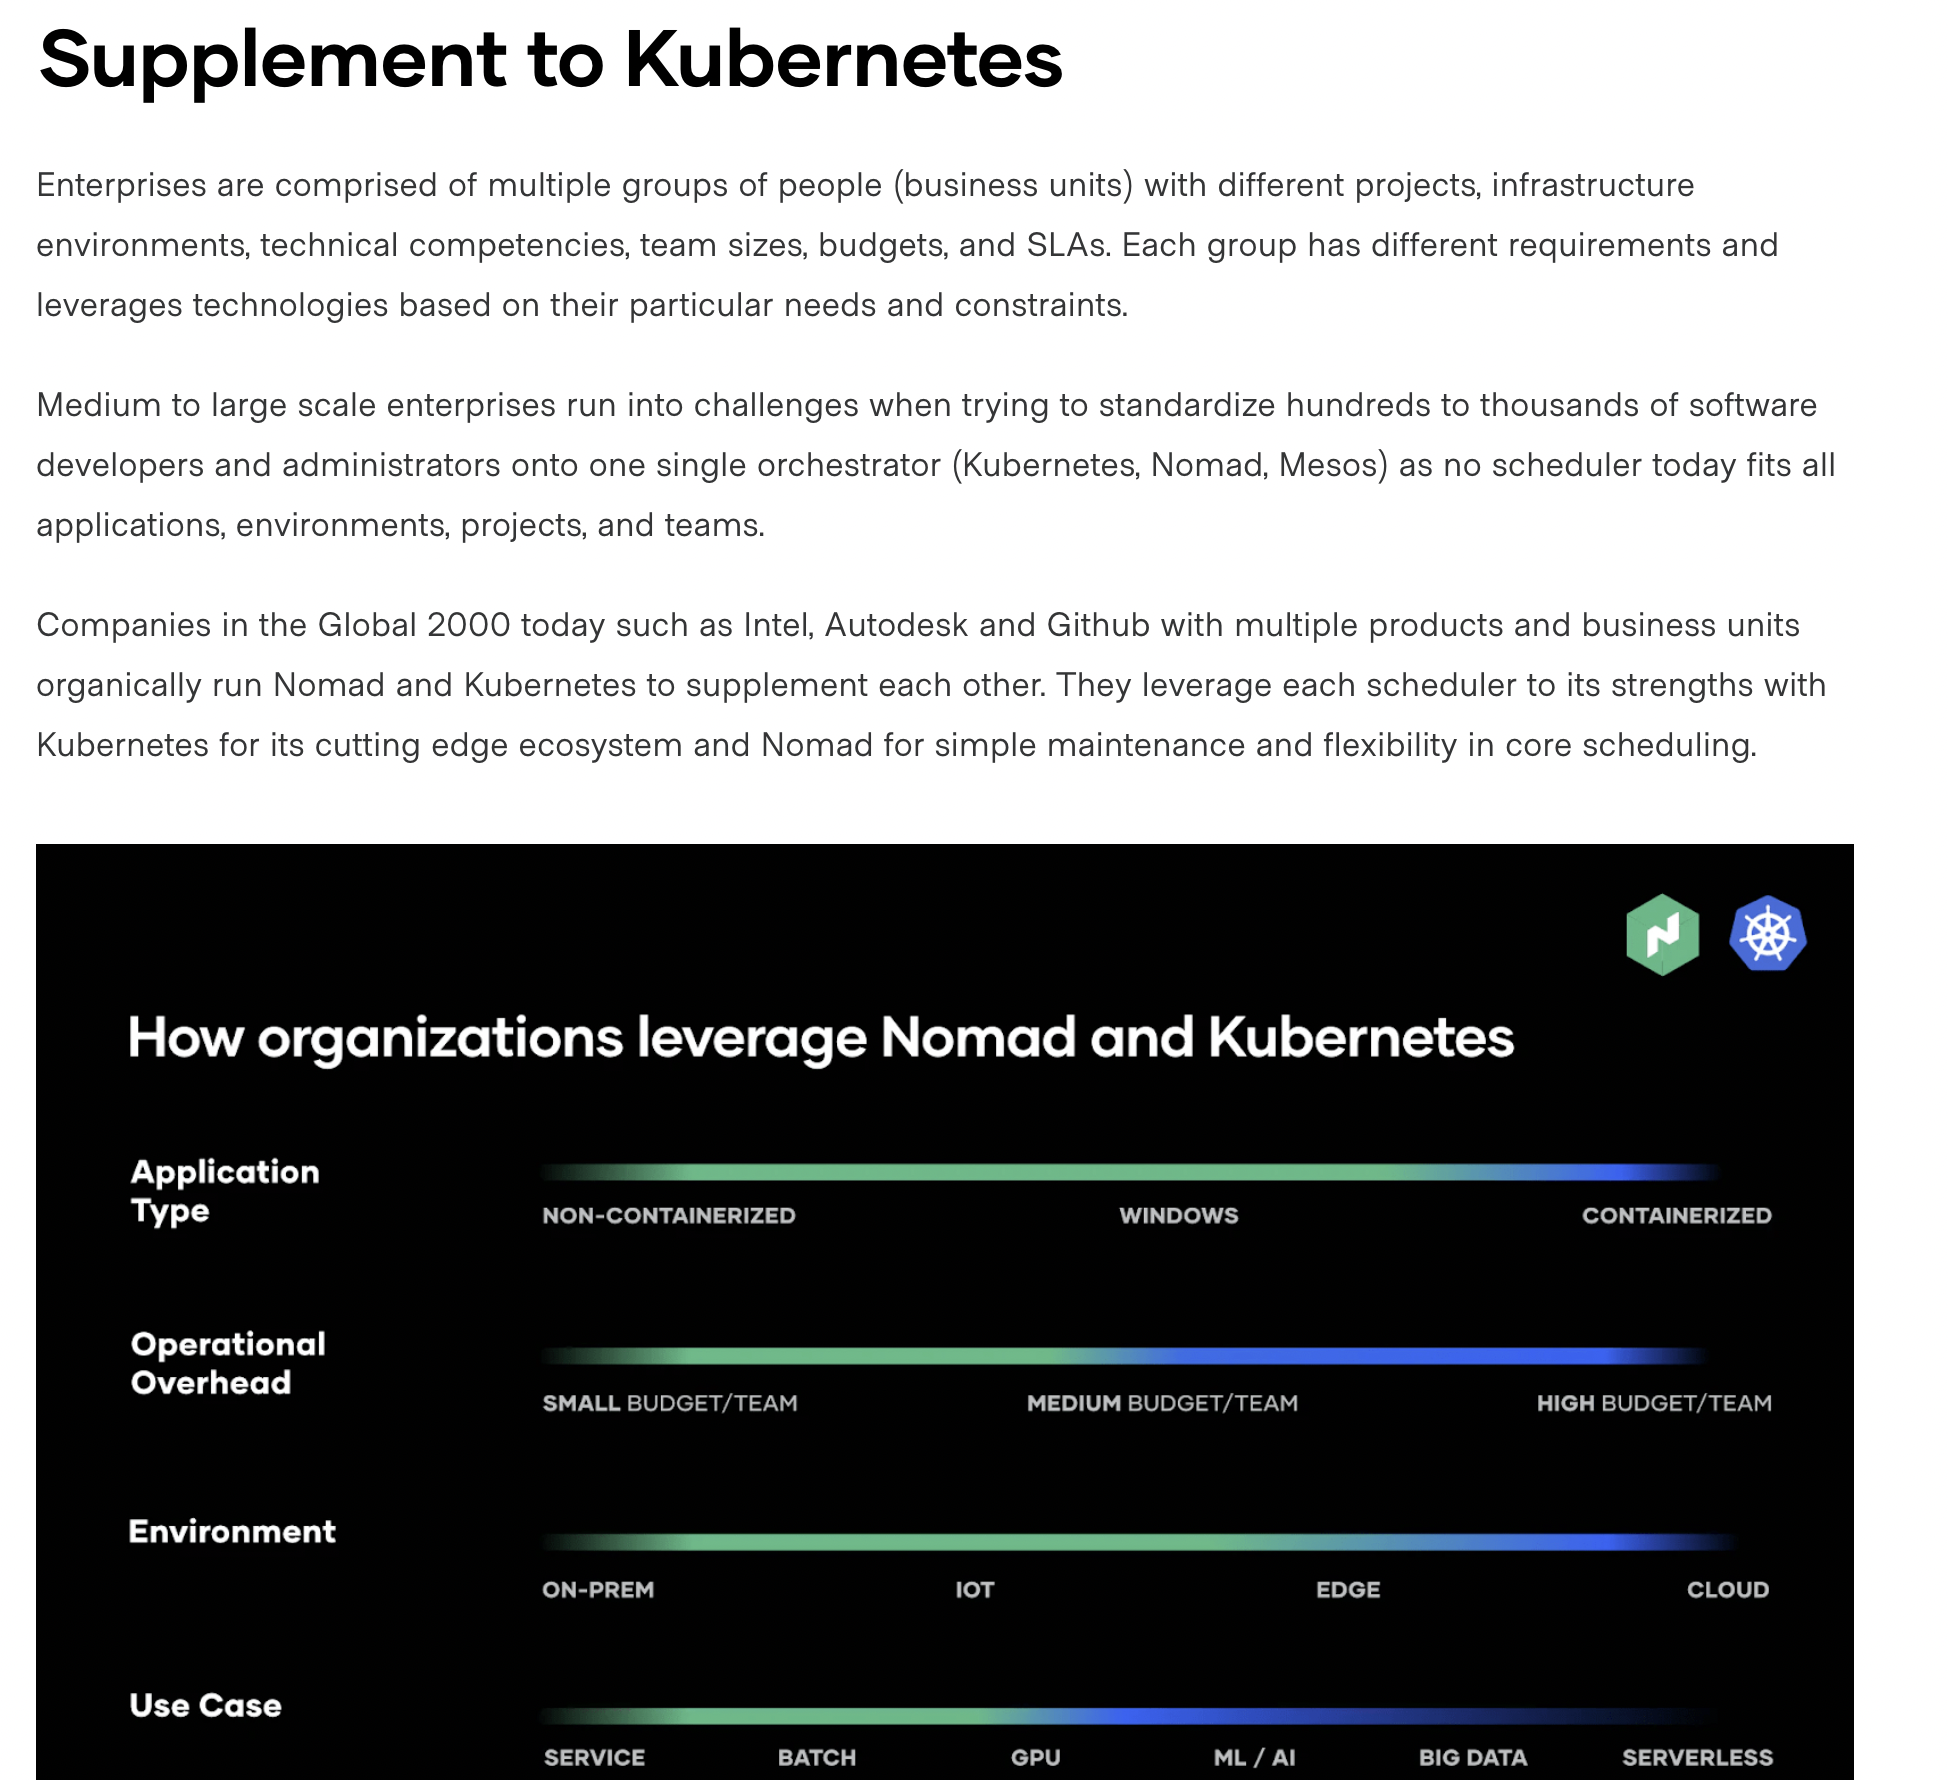 Supplement to Kubernetes
Enterprises are comprised of multiple groups of people (business units) with different projects, infrastructure
environments, technical competencies, team sizes, budgets, and SLAs. Each group has different requirements and
leverages technologies based on their particular needs and constraints.
Medium to large scale enterprises run into challenges when trying to standardize hundreds to thousands of software
developers and administrators onto one single orchestrator (Kubernetes, Nomad, Mesos) as no scheduler today fits all
applications, environments, projects, and teams.
Companies in the Global 2000 today such as Intel, Autodesk and Github with multiple products and business units
organically run Nomad and Kubernetes to supplement each other. They leverage each scheduler to its strengths with
Kubernetes for its cutting edge ecosystem and Nomad for simple maintenance and flexibility in core scheduling.
How organizations leverage Nomad and Kubernetes
Application
Type
NON-CONTAINERIZED WINDOWS CONTAINERIZED
Operational
Overhead
SMALL BUDGET/TEAM MEDIUM BUDGET/TEAM HIGH BUDGET/TEAM
Environment
ON-PREM IOT EDGE CLOUD
Use Case
SERVICE BATCH GPU ML / AI BIG DATA SERVERLESS